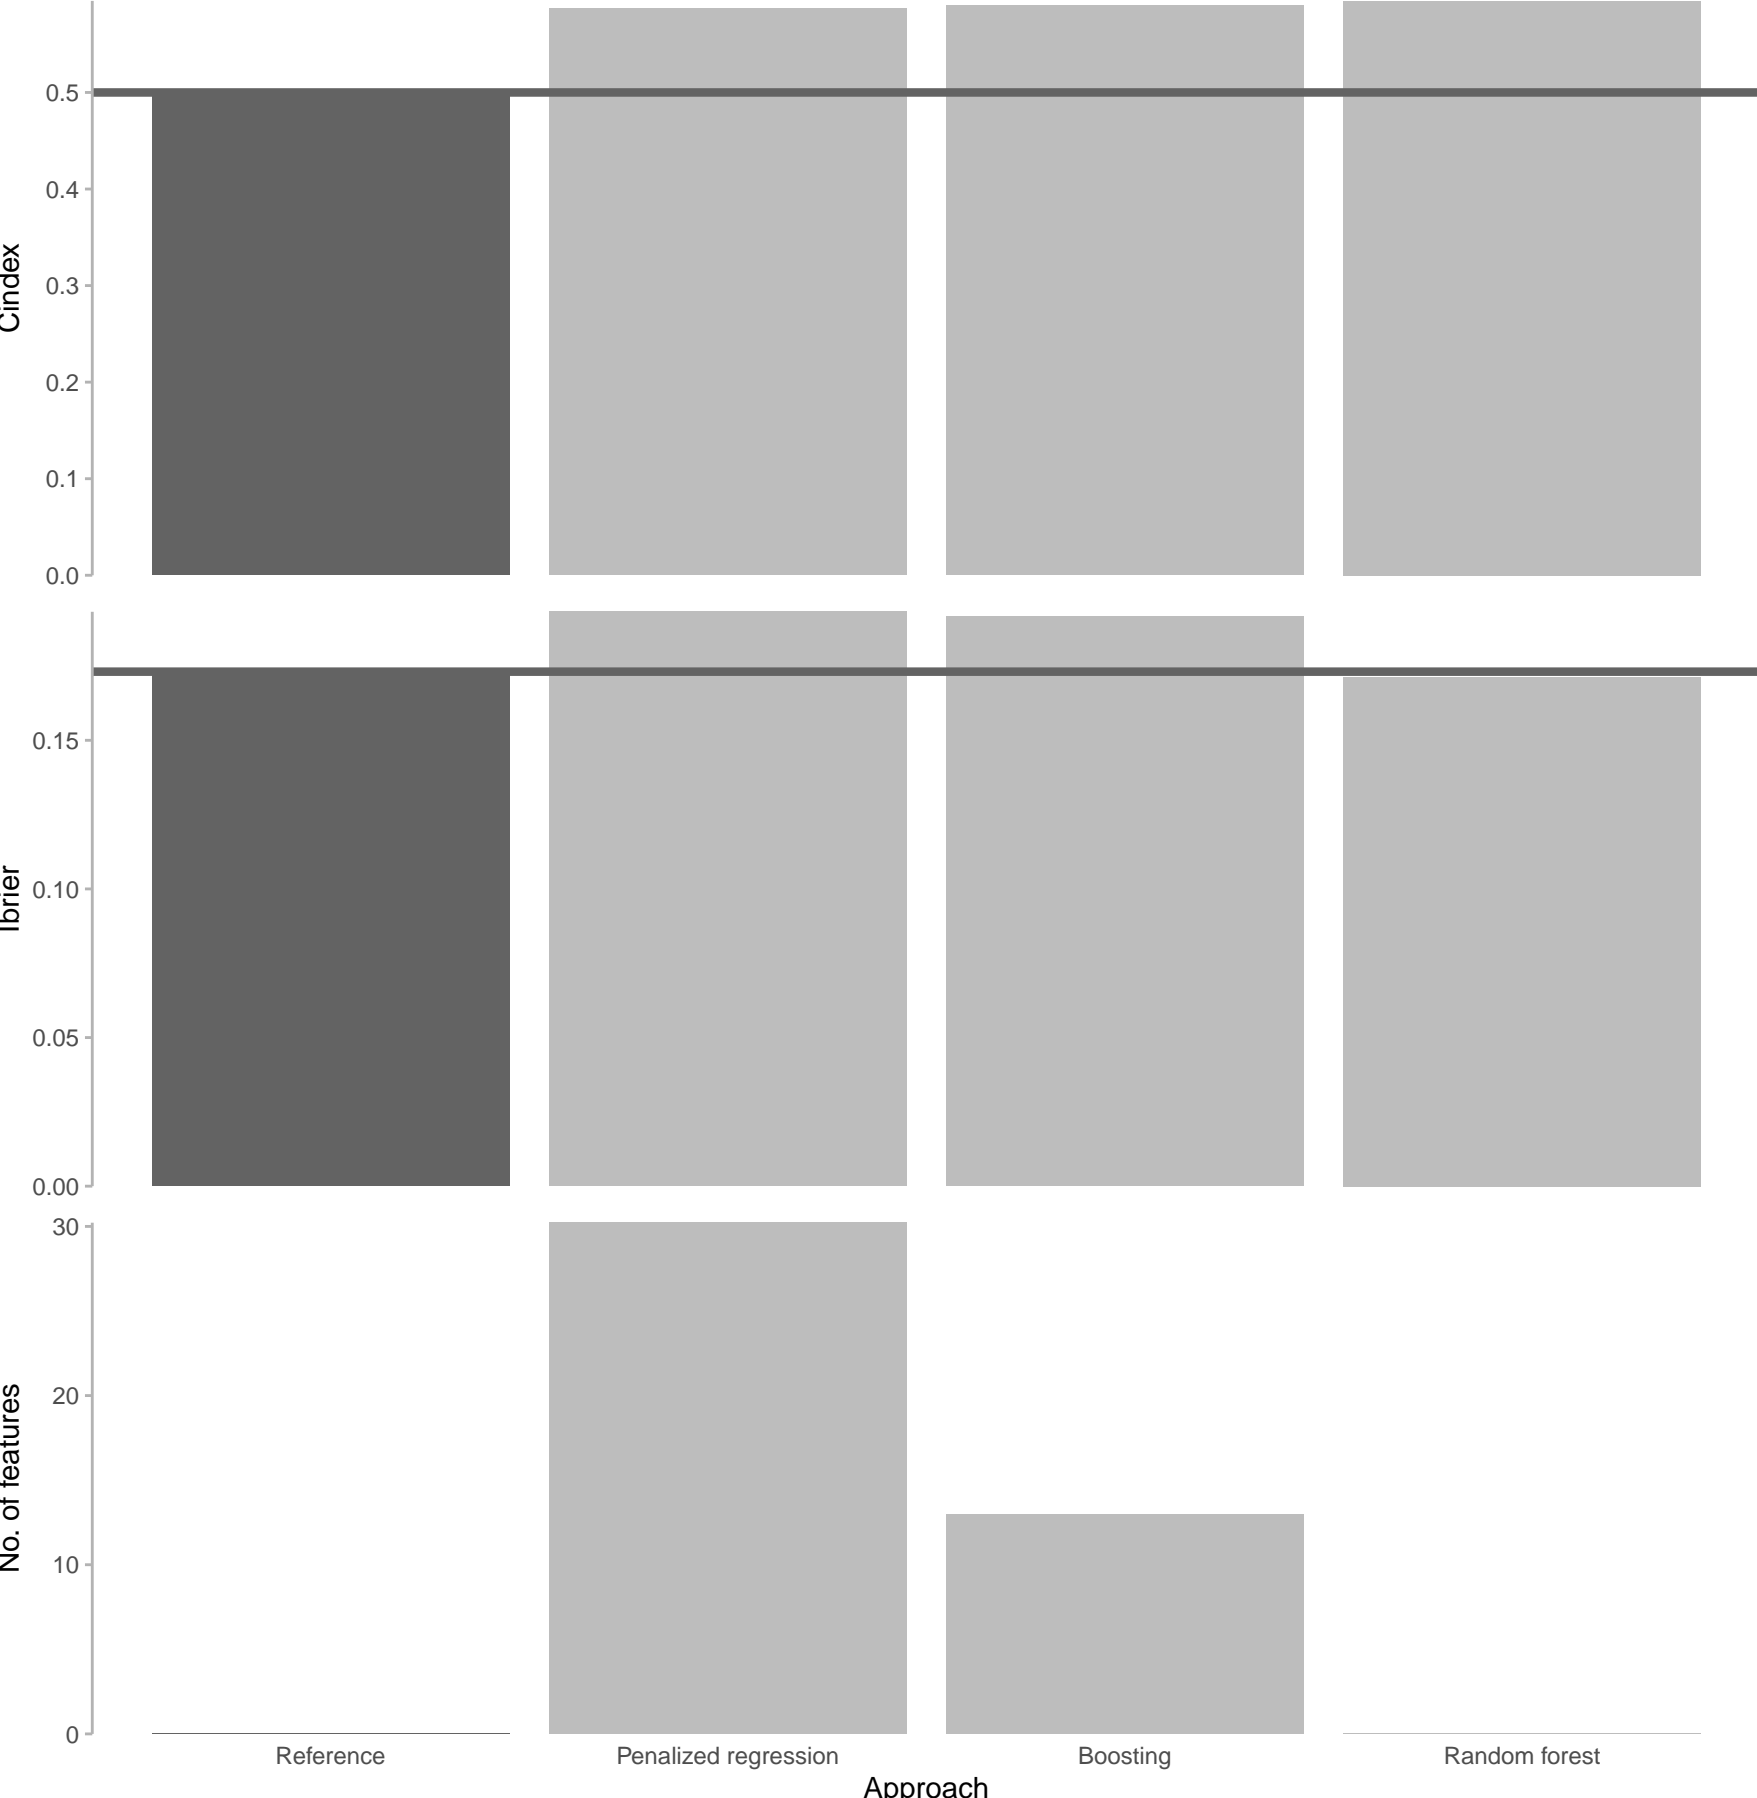 0.5
0.4
0.3
0.2
0.1
0.0
Cindex
0.15
0.10
0.05
0.00
Ibrier
30
20
10
0
No. of features
Reference
Penalized regression
Boosting
Random forest
Approach